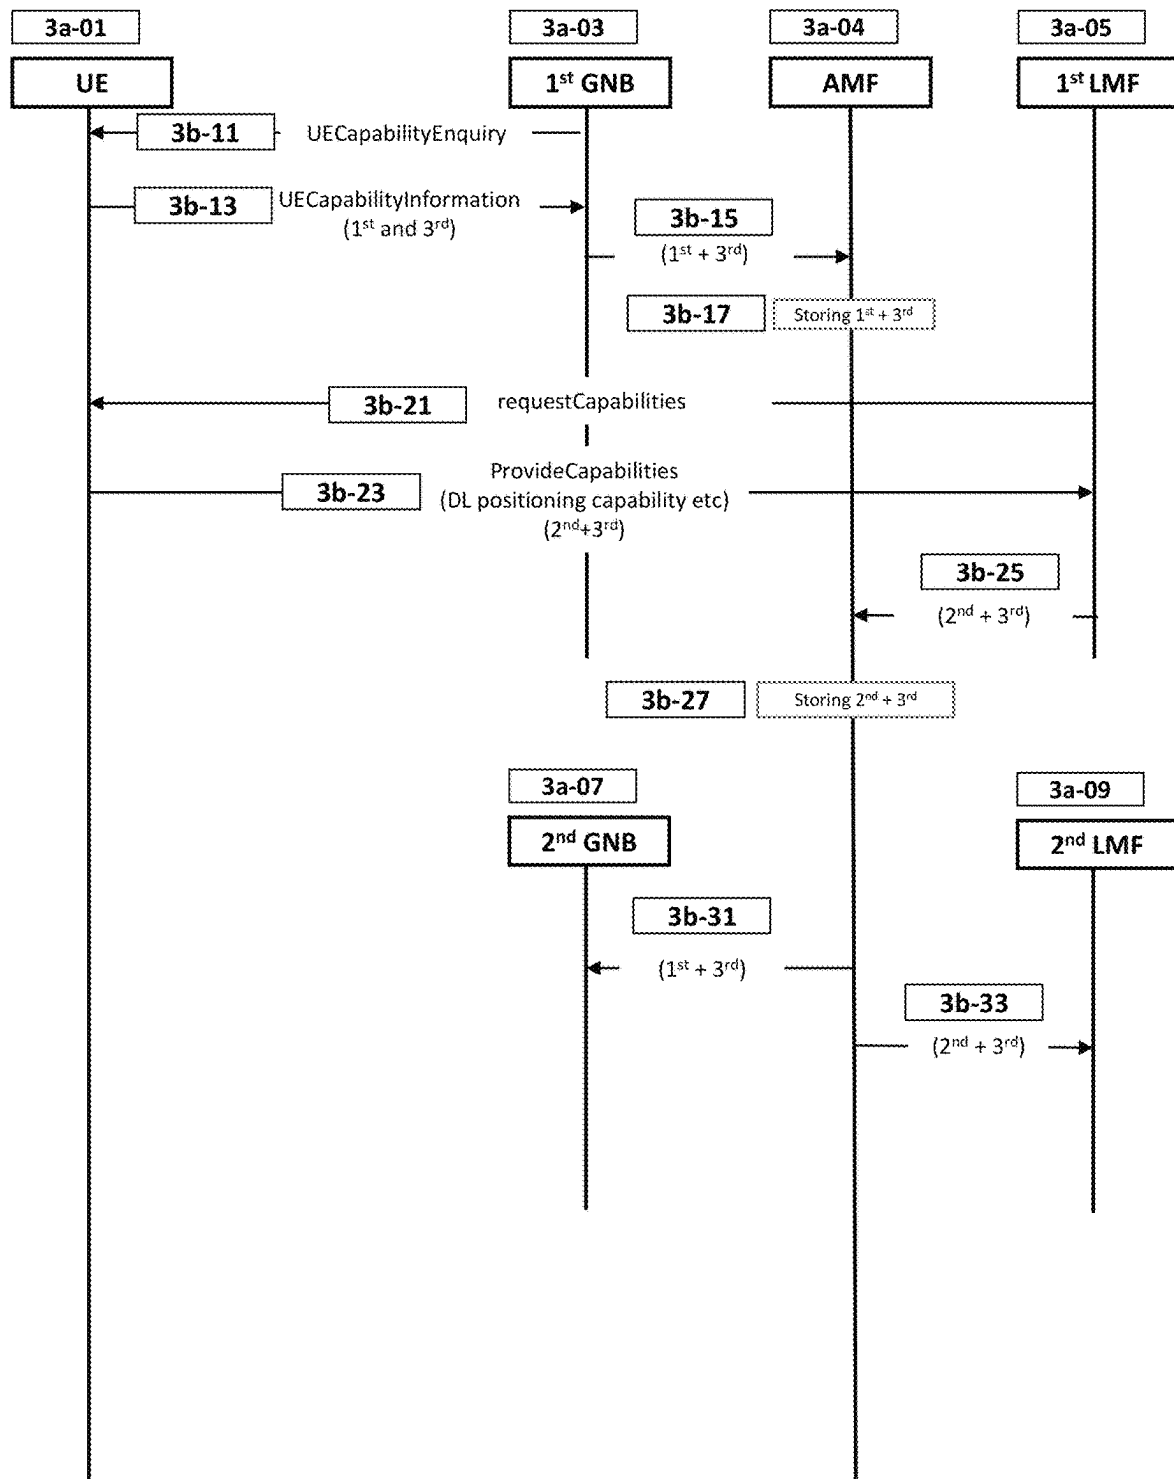 3a-01
3a-03
3a-04
3a-05
UE
1st GNB
AMF
1st LMF
3b-11
UECapabilityEnquiry
3b-13
UECapabilityInformation
(1st and 3rd)
3b-15
(1st + 3rd)
3b-17
Storing 1st + 3rd
3b-21
requestCapabilities
3b-23
ProvideCapabilities
(DL positioning capability etc)
(2nd+3rd)
3b-25
(2nd + 3rd)
3b-27
Storing 2nd + 3rd
3a-07
3a-09
2nd GNB
2nd LMF
3b-31
(1st + 3rd)
3b-33
(2nd + 3rd)